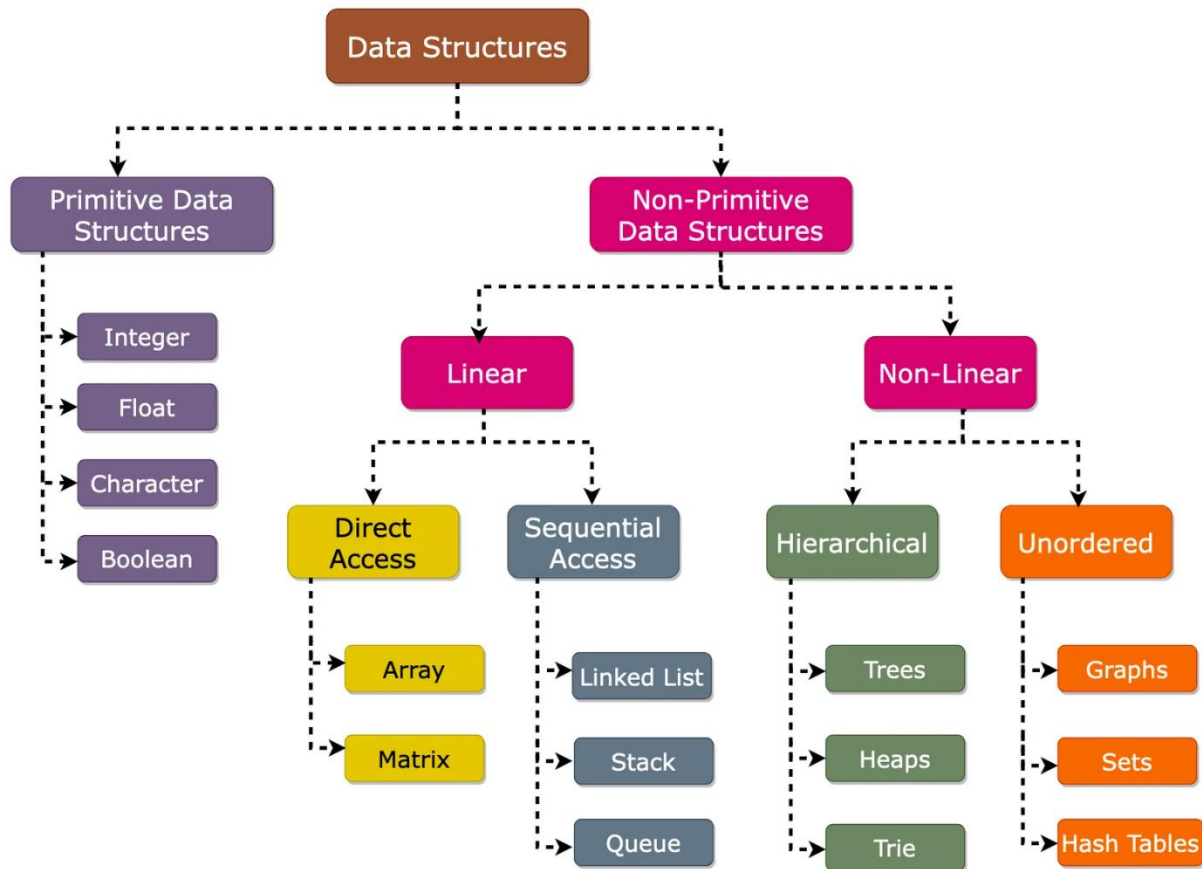 Data Structures
Primitive Data
Structures
Non-Primitive
Data Structures
Integer
Float
Character
Boolean
Linear
Non-Linear
Direct
Access
Sequential
Access
Hierarchical
Unordered
Array
Matrix
Linked List
Stack
Queue
Trees
Heaps
Trie
Graphs
Sets
Hash Tables